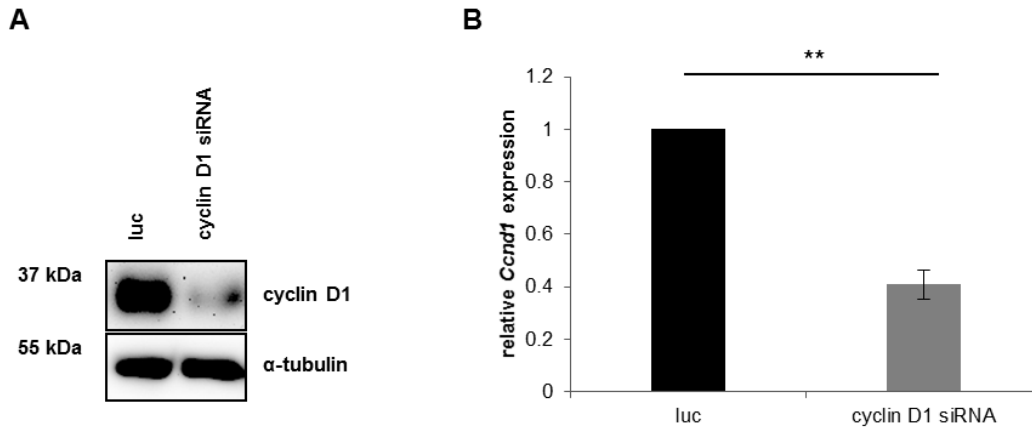 A
luc
cyclin D1 siRNA
37 kDa
cyclin D1
55 kDa
α-tubulin
B
**
relative Ccnd1 expression
1.2
1
0.8
0.6
0.4
0.2
0
luc
cyclin D1 siRNA